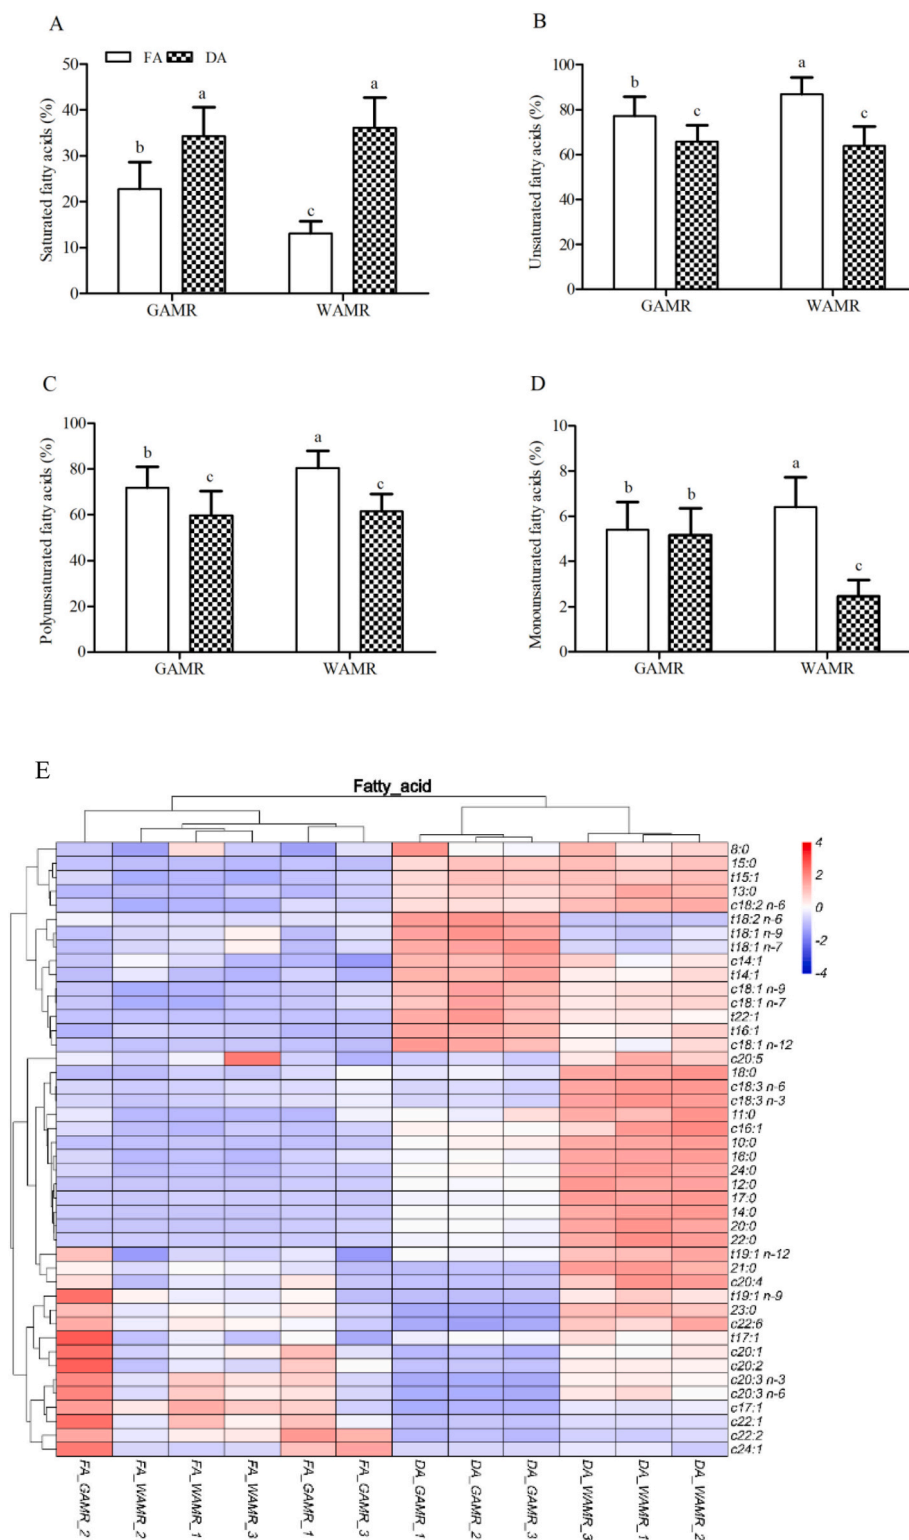 A
FA DA
Saturated fatty acids (%)
50
40
30
20
10
0
b
a
c
a
GAMR
WAMR
B
Unsaturated fatty acids (%)
100
80
60
40
20
0
b
c
a
c
GAMR
WAMR
C
Polyunsaturated fatty acids (%)
100
80
60
40
20
0
b
c
a
c
GAMR
WAMR
D
Monounsaturated fatty acids (%)
10
8
6
4
2
0
b
b
a
c
GAMR
WAMR
E
Fatty_acid
4
2
0
-2
-4
8:0
15:0
t15:1
13:0
c18:2 n-6
t18:2 n-6
t18:1 n-9
t18:1 n-7
c14:1
t14:1
c18:1 n-9
c18:1 n-7
t22:1
t16:1
c18:1 n-12
c20:5
18:0
c18:3 n-6
c18:3 n-3
11:0
c16:1
10:0
16:0
24:0
12:0
17:0
14:0
20:0
22:0
t19:1 n-12
21:0
c20:4
t19:1 n-9
23:0
c22:6
t17:1
c20:1
c20:2
c20:3 n-3
c20:3 n-6
c17:1
c22:1
c22:2
c24:1
FA_GAMR_2
FA_WAMR_2
FA_WAMR_1
FA_WAMR_3
FA_GAMR_1
FA_GAMR_3
DA_GAMR_1
DA_GAMR_2
DA_GAMR_3
DA_WAMR_3
DA_WAMR_1
DA_WAMR_2